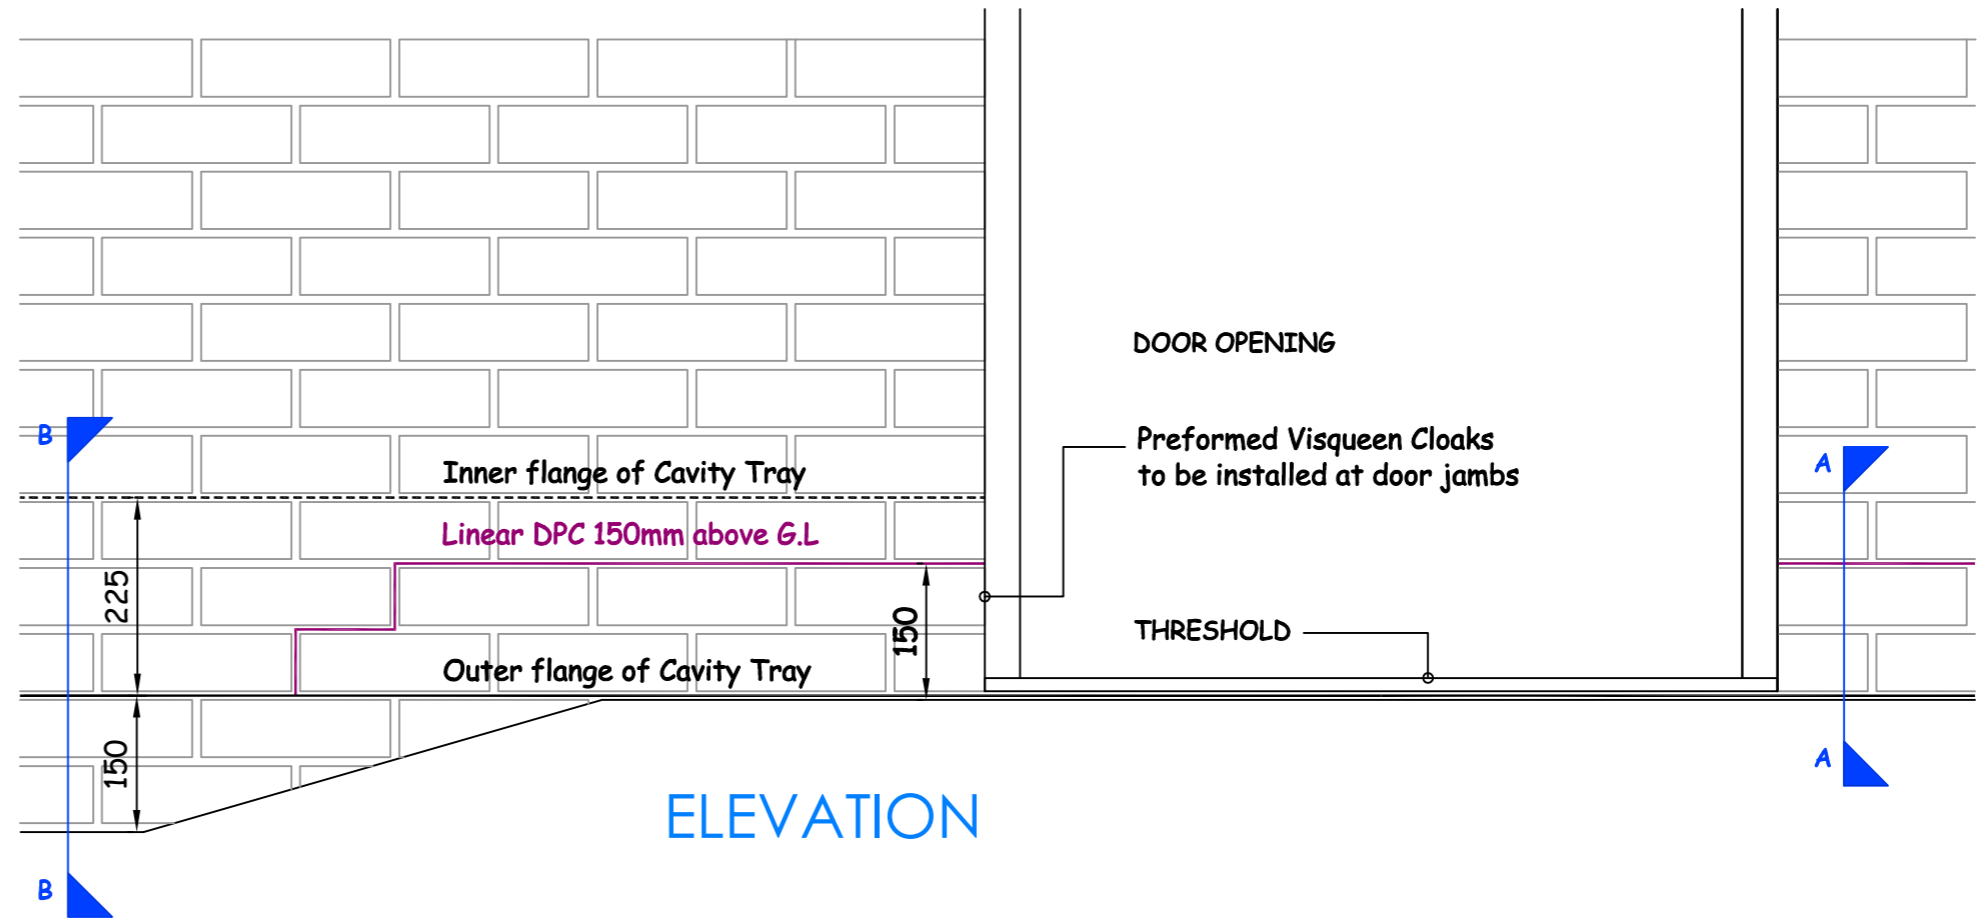 DOOR OPENING
B
Preformed Visqueen Cloaks
to be installed at door jambs
A
Inner flange of Cavity Tray
Linear DPC 150mm above G.L
225
150
THRESHOLD
Outer flange of Cavity Tray
150
A
ELEVATION
B